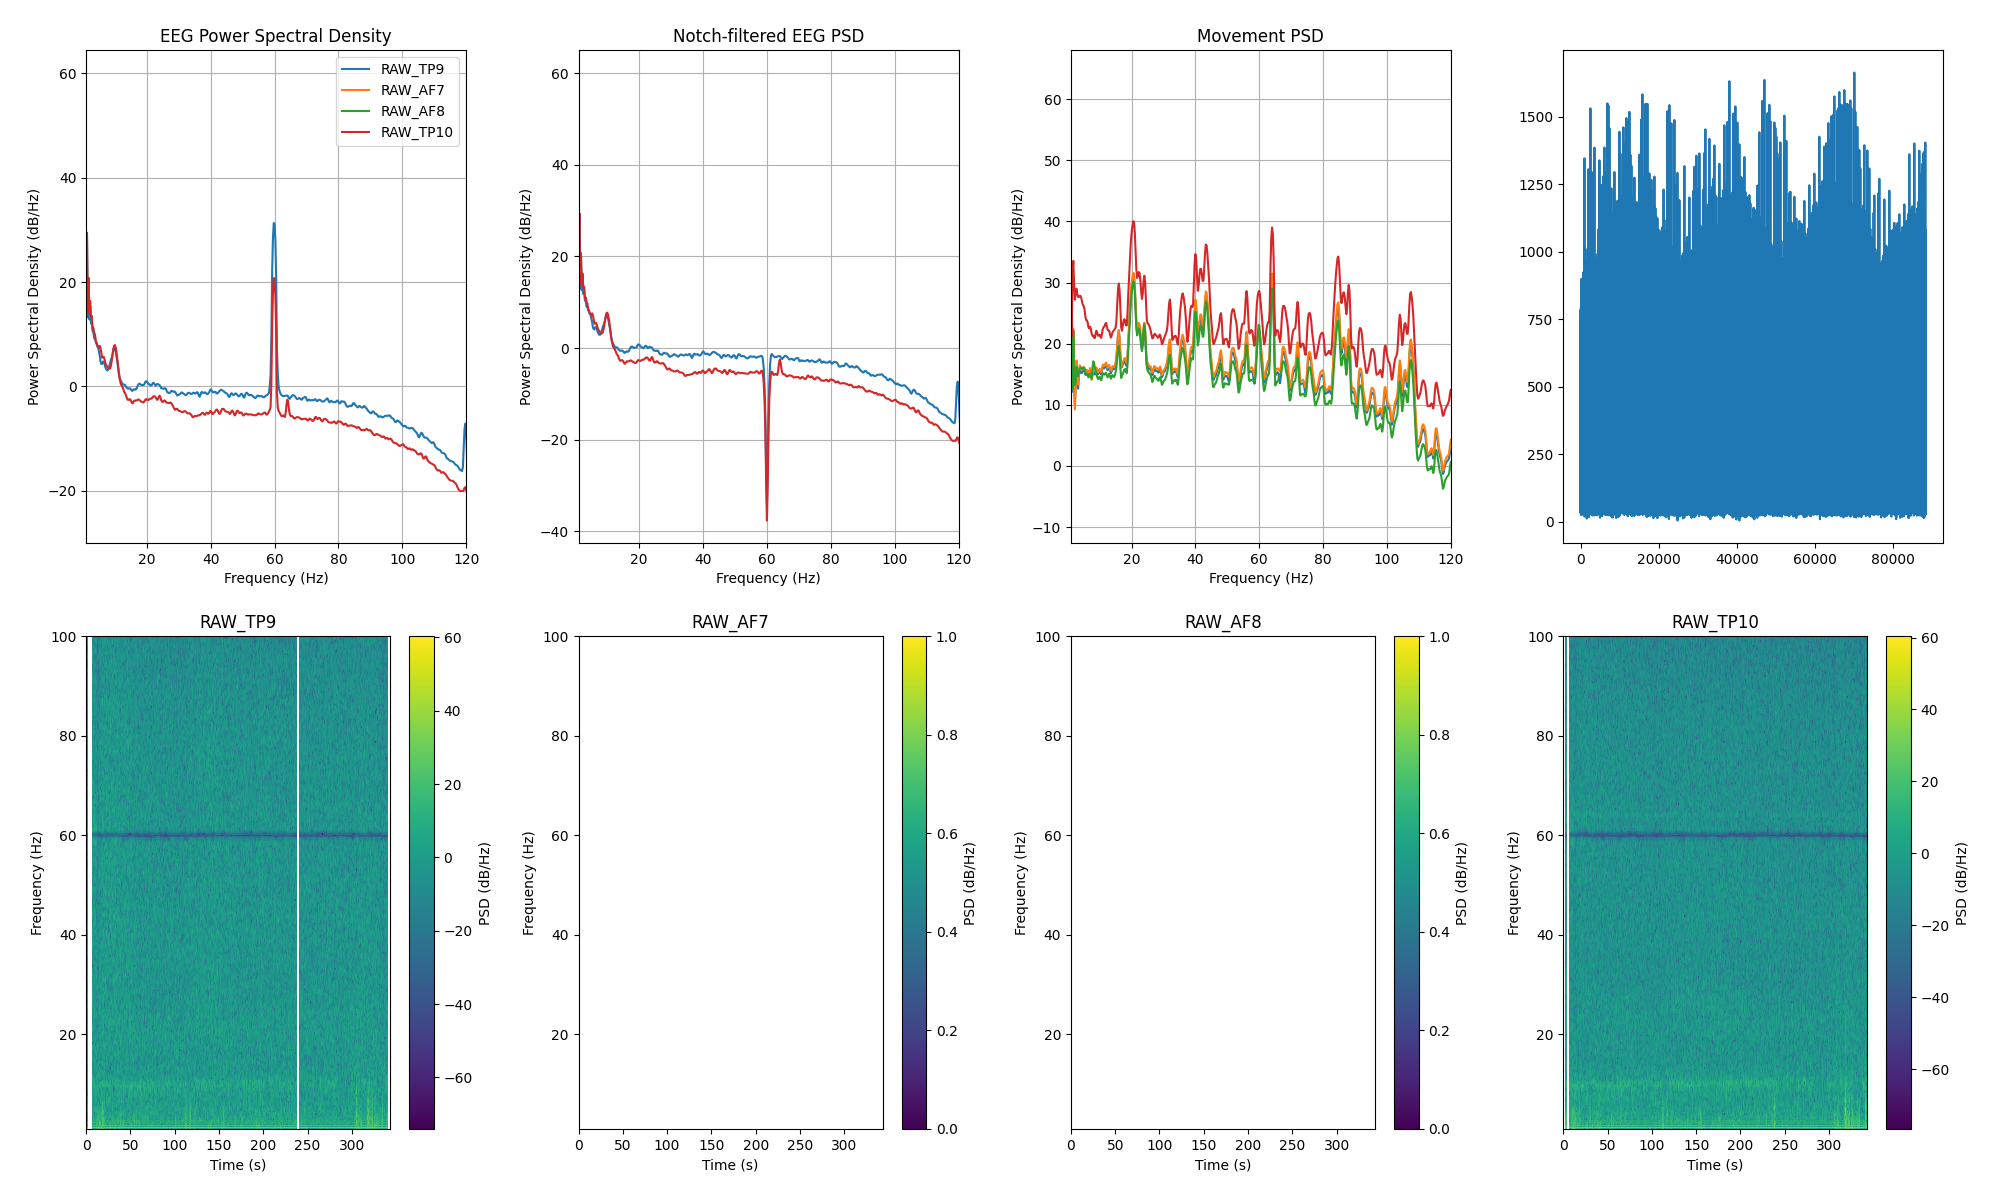 EEG Power Spectral Density
60
40
20
0
−20
Power Spectral Density (dB/Hz)
RAW_TP9
RAW_AF7
RAW_AF8
RAW_TP10
20 40 60 80 100 120
Frequency (Hz)
Notch-filtered EEG PSD
60
40
20
0
−20
−40
Power Spectral Density (dB/Hz)
20 40 60 80 100 120
Frequency (Hz)
Movement PSD
60
50
40
30
20
10
0
−10
Power Spectral Density (dB/Hz)
20 40 60 80 100 120
Frequency (Hz)
1500
1250
1000
750
500
250
0
0 20000 40000 60000 80000
RAW_TP9
100
80
60
40
20
Frequency (Hz)
0 50 100 150 200 250 300
Time (s)
60
40
20
0
−20
−40
−60
PSD (dB/Hz)
RAW_AF7
100
80
60
40
20
Frequency (Hz)
0 50 100 150 200 250 300
Time (s)
1.0
0.8
0.6
0.4
0.2
0.0
PSD (dB/Hz)
RAW_AF8
100
80
60
40
20
Frequency (Hz)
0 50 100 150 200 250 300
Time (s)
1.0
0.8
0.6
0.4
0.2
0.0
PSD (dB/Hz)
RAW_TP10
100
80
60
40
20
Frequency (Hz)
0 50 100 150 200 250 300
Time (s)
60
40
20
0
−20
−40
−60
PSD (dB/Hz)